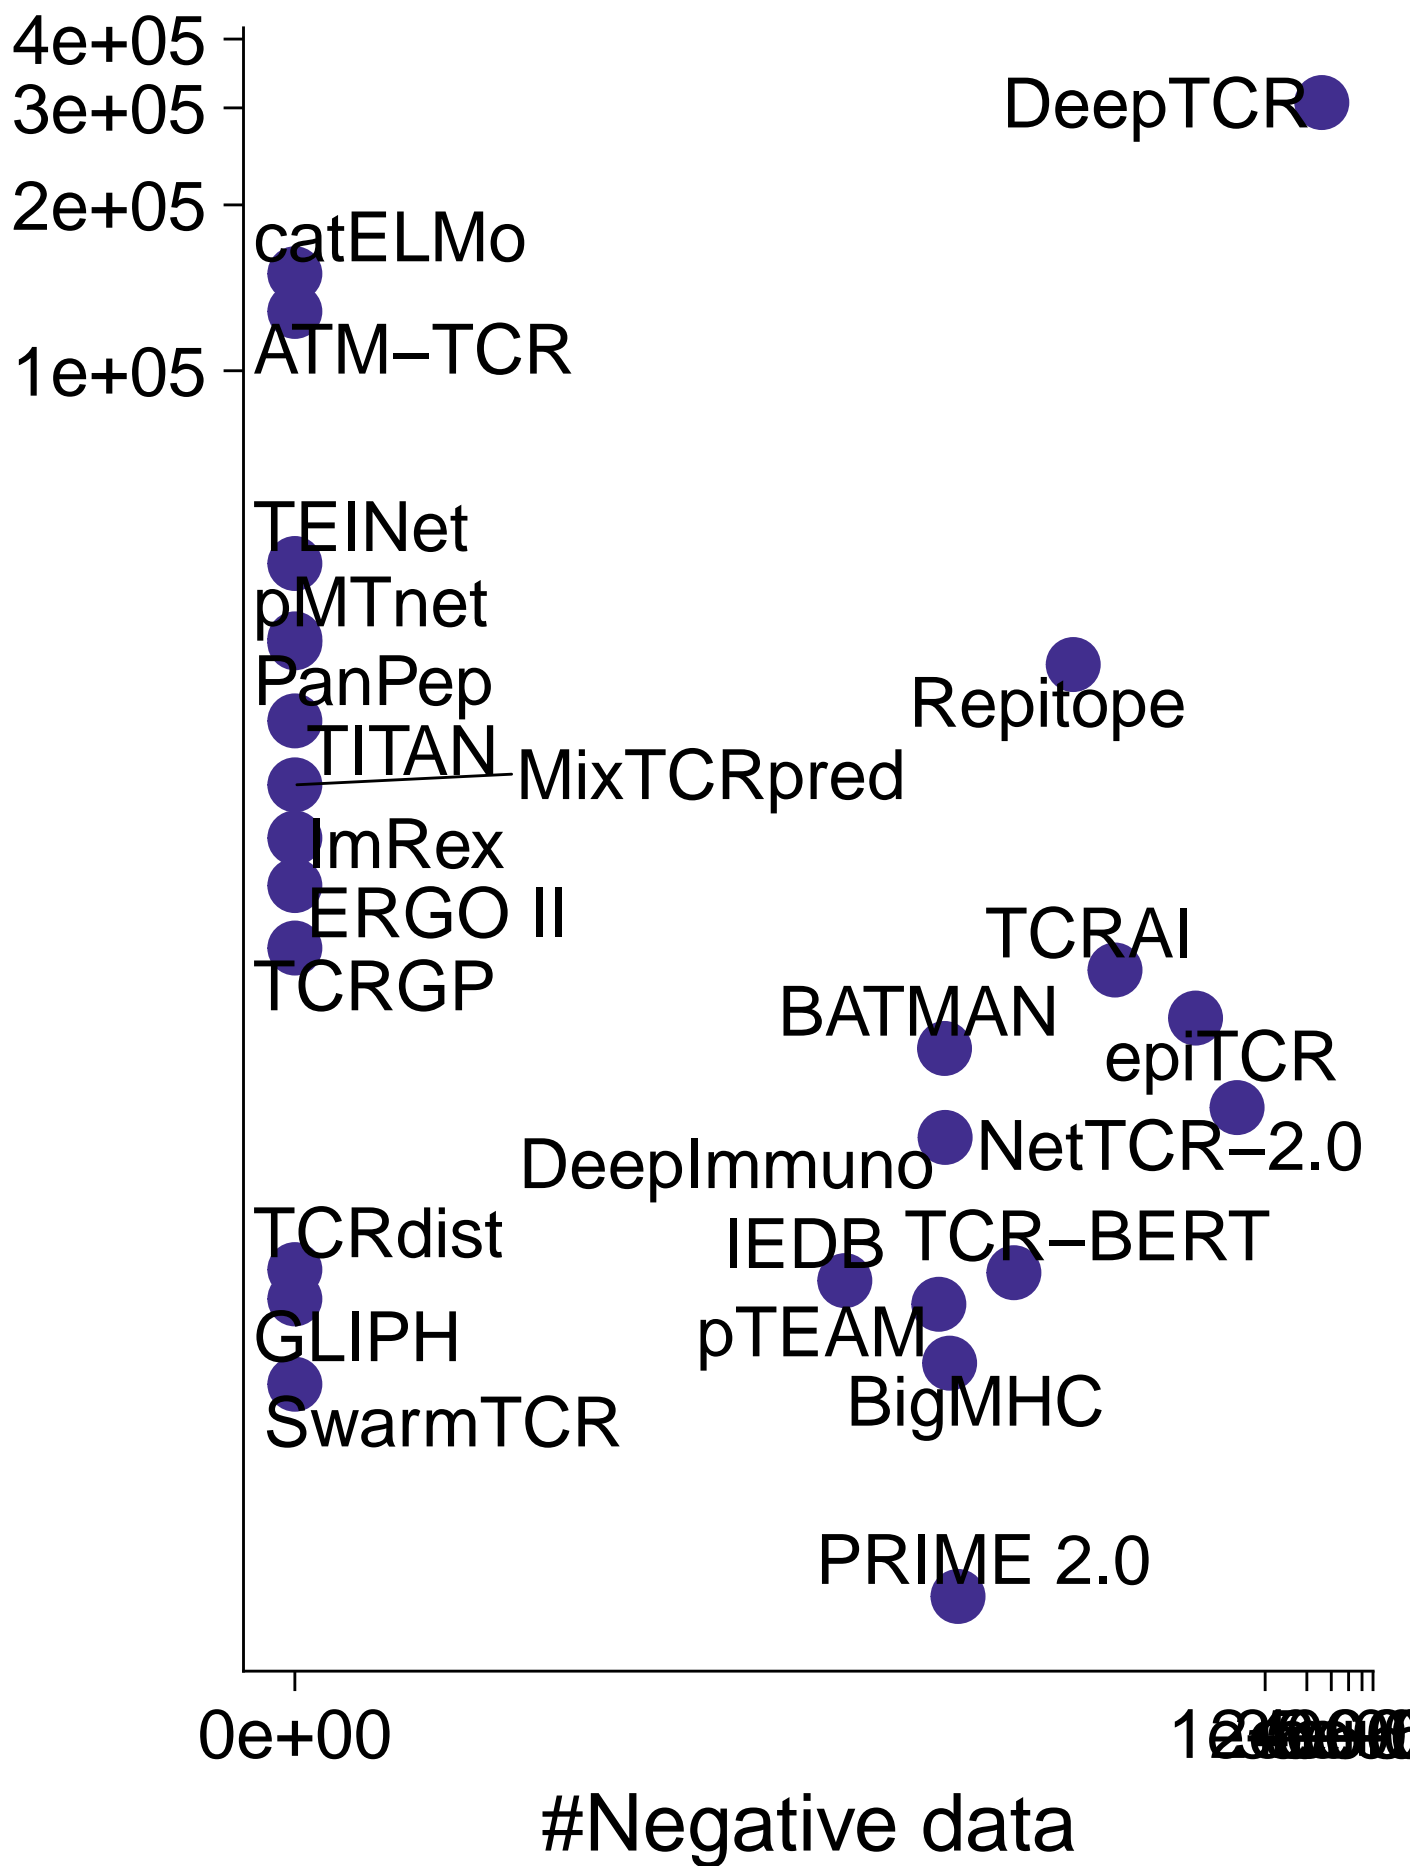 4e+05
3e+05
2e+05
1e+05
DeepTCR
catELMo
ATM−TCR
TEINet
pMTnet
PanPep
Repitope
TITAN
MixTCRpred
ImRex
ERGO II
TCRAI
TCRGP
BATMAN
epiTCR
NetTCR−2.0
DeepImmuno
TCRdist
IEDB
TCR−BERT
GLIPH
pTEAM
BigMHC
SwarmTCR
PRIME 2.0
0e+00
#Negative data